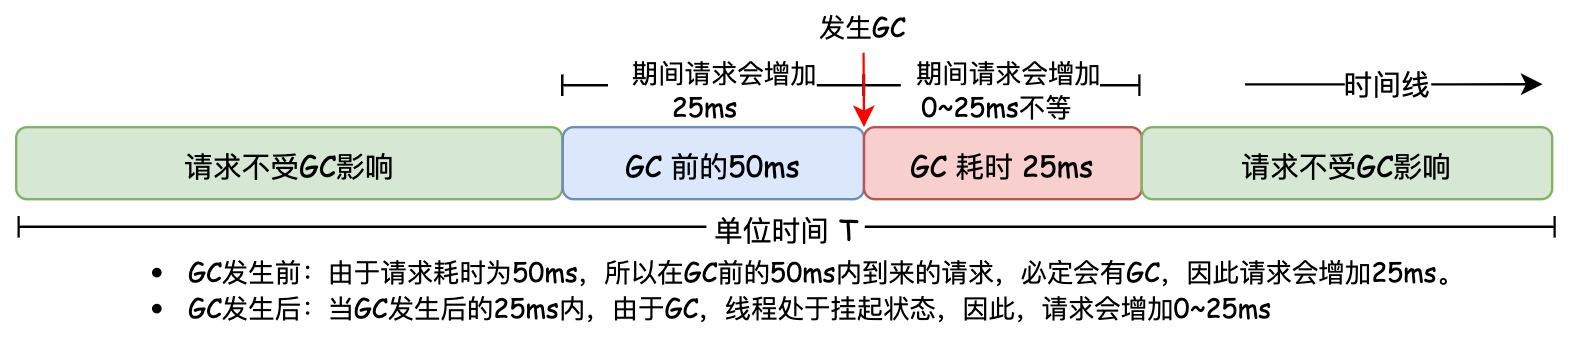 发生GC
期间请求会增加
25ms
期间请求会增加
0~25ms不等
时间线
请求不受GC影响
GC 前的50ms
GC 耗时 25ms
请求不受GC影响
单位时间 T
• GC发生前：由于请求耗时为50ms，所以在GC前的50ms内到来的请求，必定会有GC，因此请求会增加25ms。
• GC发生后：当GC发生后的25ms内，由于GC，线程处于挂起状态，因此，请求会增加0~25ms